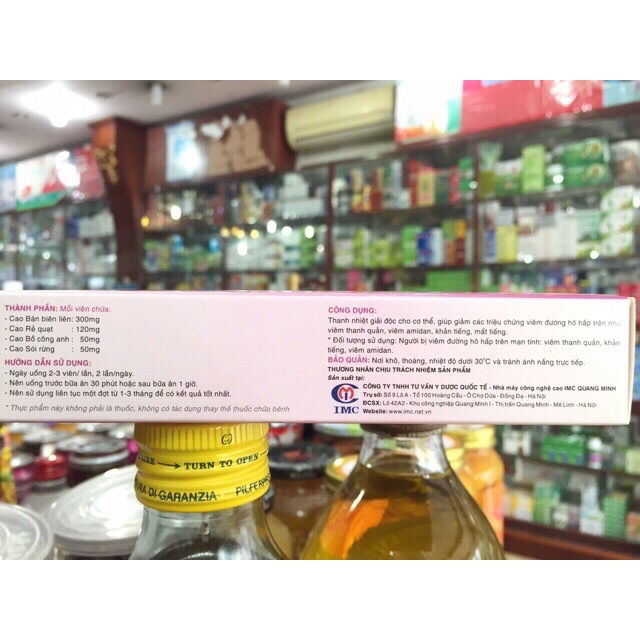 THÀNH PHẦN: Mỗi viên chứa:
- Cao Bán biên liên: 300mg
- Cao Rẻ quạt : 120mg
- Cao Bồ công anh : 50mg
- Cao Sói rừng : 50mg
HƯỚNG DẪN SỬ DỤNG:
- Ngày uống 2-3 viên/ lần, 2 lần/ngày.
- Nên uống trước bữa ăn 30 phút hoặc sau bữa ăn 1 giờ.
- Nên sử dụng liên tục một đợt từ 1-3 tháng để có kết quả tốt nhất.
* Thực phẩm này không phải là thuốc, không có tác dụng thay thế thuốc chữa bệnh
CÔNG DỤNG:
Thanh nhiệt giải độc cho cơ thể, giúp giảm các triệu chứng viêm đường hô hấp trên như
viêm thanh quản, viêm amidan, khản tiếng, mất tiếng.
* Đối tượng sử dụng: Người bị viêm đường hô hấp trên mạn tính: viêm thanh quản, khản
tiếng, viêm amidan.
BẢO QUẢN: Nơi khô, thoáng, nhiệt độ dưới 30°C và tránh ánh nắng trực tiếp.
THƯƠNG NHÂN CHỊU TRÁCH NHIỆM SẢN PHẨM
Sản xuất tại:
CÔNG TY TNHH TƯ VẤN Y DƯỢC QUỐC TẾ - Nhà máy công nghệ cao IMC QUANG MINH
Trụ sở: Số 9 Lô A - Tổ 100 Hoàng Cầu - Ô Chợ Dừa - Đống Đa - Hà Nội
ĐCSX: Lô 42A2 - Khu công nghiệp Quang Minh I - Thị trấn Quang Minh - Mê Linh - Hà Nội
Website: www.imc.net.vn
IMC
TURN TO OPEN
DI GARANZIA